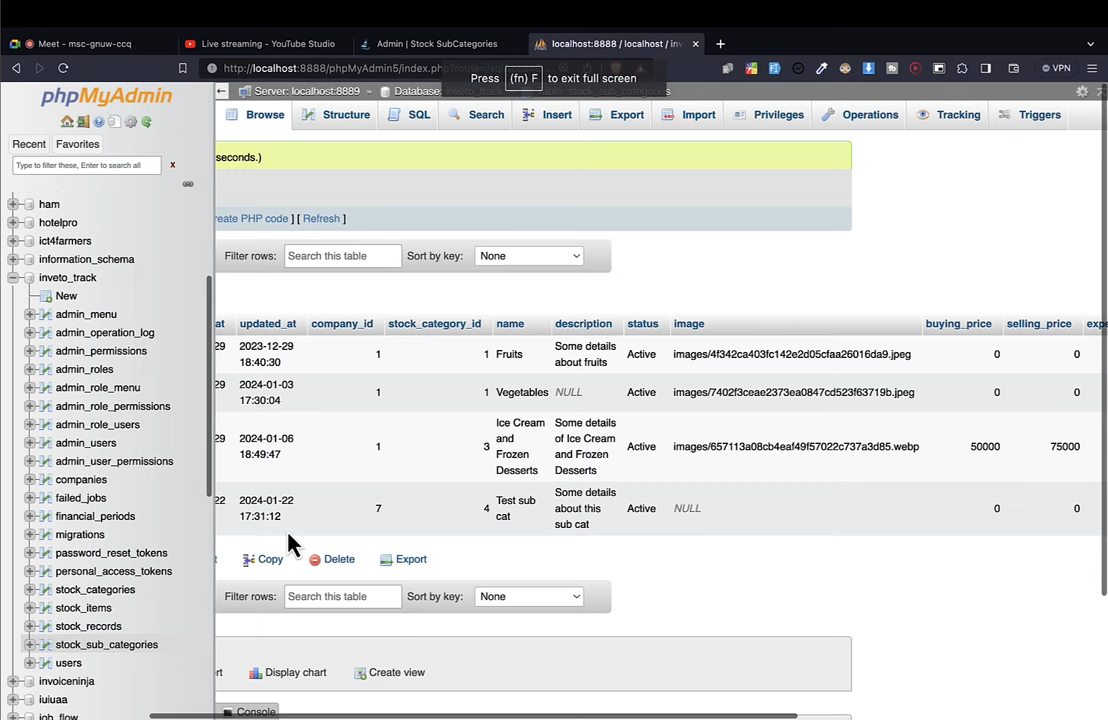 Meet - msc-gnuw-ccq
Live streaming - YouTube Studio
Admin | Stock SubCategories
localhost:8888 / localhost / inv
http://localhost:8888/phpMyAdmin5/index.php
VPN
Press (fn) F to exit full screen
phpMyAdmin
Server: localhost:8889 » Database: inveto_track
stock_sub_categories
Browse Structure SQL Search Insert Export Import Privileges Operations Tracking Triggers
Recent Favorites
Type to filter these, Enter to search all X
seconds.)
reate PHP code ] [ Refresh ]
Filter rows: Search this table Sort by key: None
ham
hotelpro
ict4farmers
information_schema
inveto_track
New
admin_menu
admin_operation_log
admin_permissions
admin_roles
admin_role_menu
admin_role_permissions
admin_role_users
admin_users
admin_user_permissions
companies
failed_jobs
financial_periods
migrations
password_reset_tokens
personal_access_tokens
stock_categories
stock_items
stock_records
stock_sub_categories
users
invoiceninja
iuiuaa
job_flow
at updated_at company_id stock_category_id name description status image buying_price selling_price expe
29 2023-12-29 18:40:30 1 1 Fruits Some details about fruits Active images/4f342ca403fc142e2d05cfaa26016da9.jpeg 0 0
29 2024-01-03 17:30:04 1 1 Vegetables NULL Active images/7402f3ceae2373ea0847cd523f63719b.jpeg 0 0
29 2024-01-06 18:49:47 1 3 Ice Cream and Frozen Desserts Some details of Ice Cream and Frozen Desserts Active images/657113a08cb4eaf49f57022c737a3d85.webp 50000 75000
22 2024-01-22 17:31:12 7 4 Test sub cat Some details about this sub cat Active NULL 0 0
t Copy Delete Export
Filter rows: Search this table Sort by key: None
rt Display chart Create view
Console